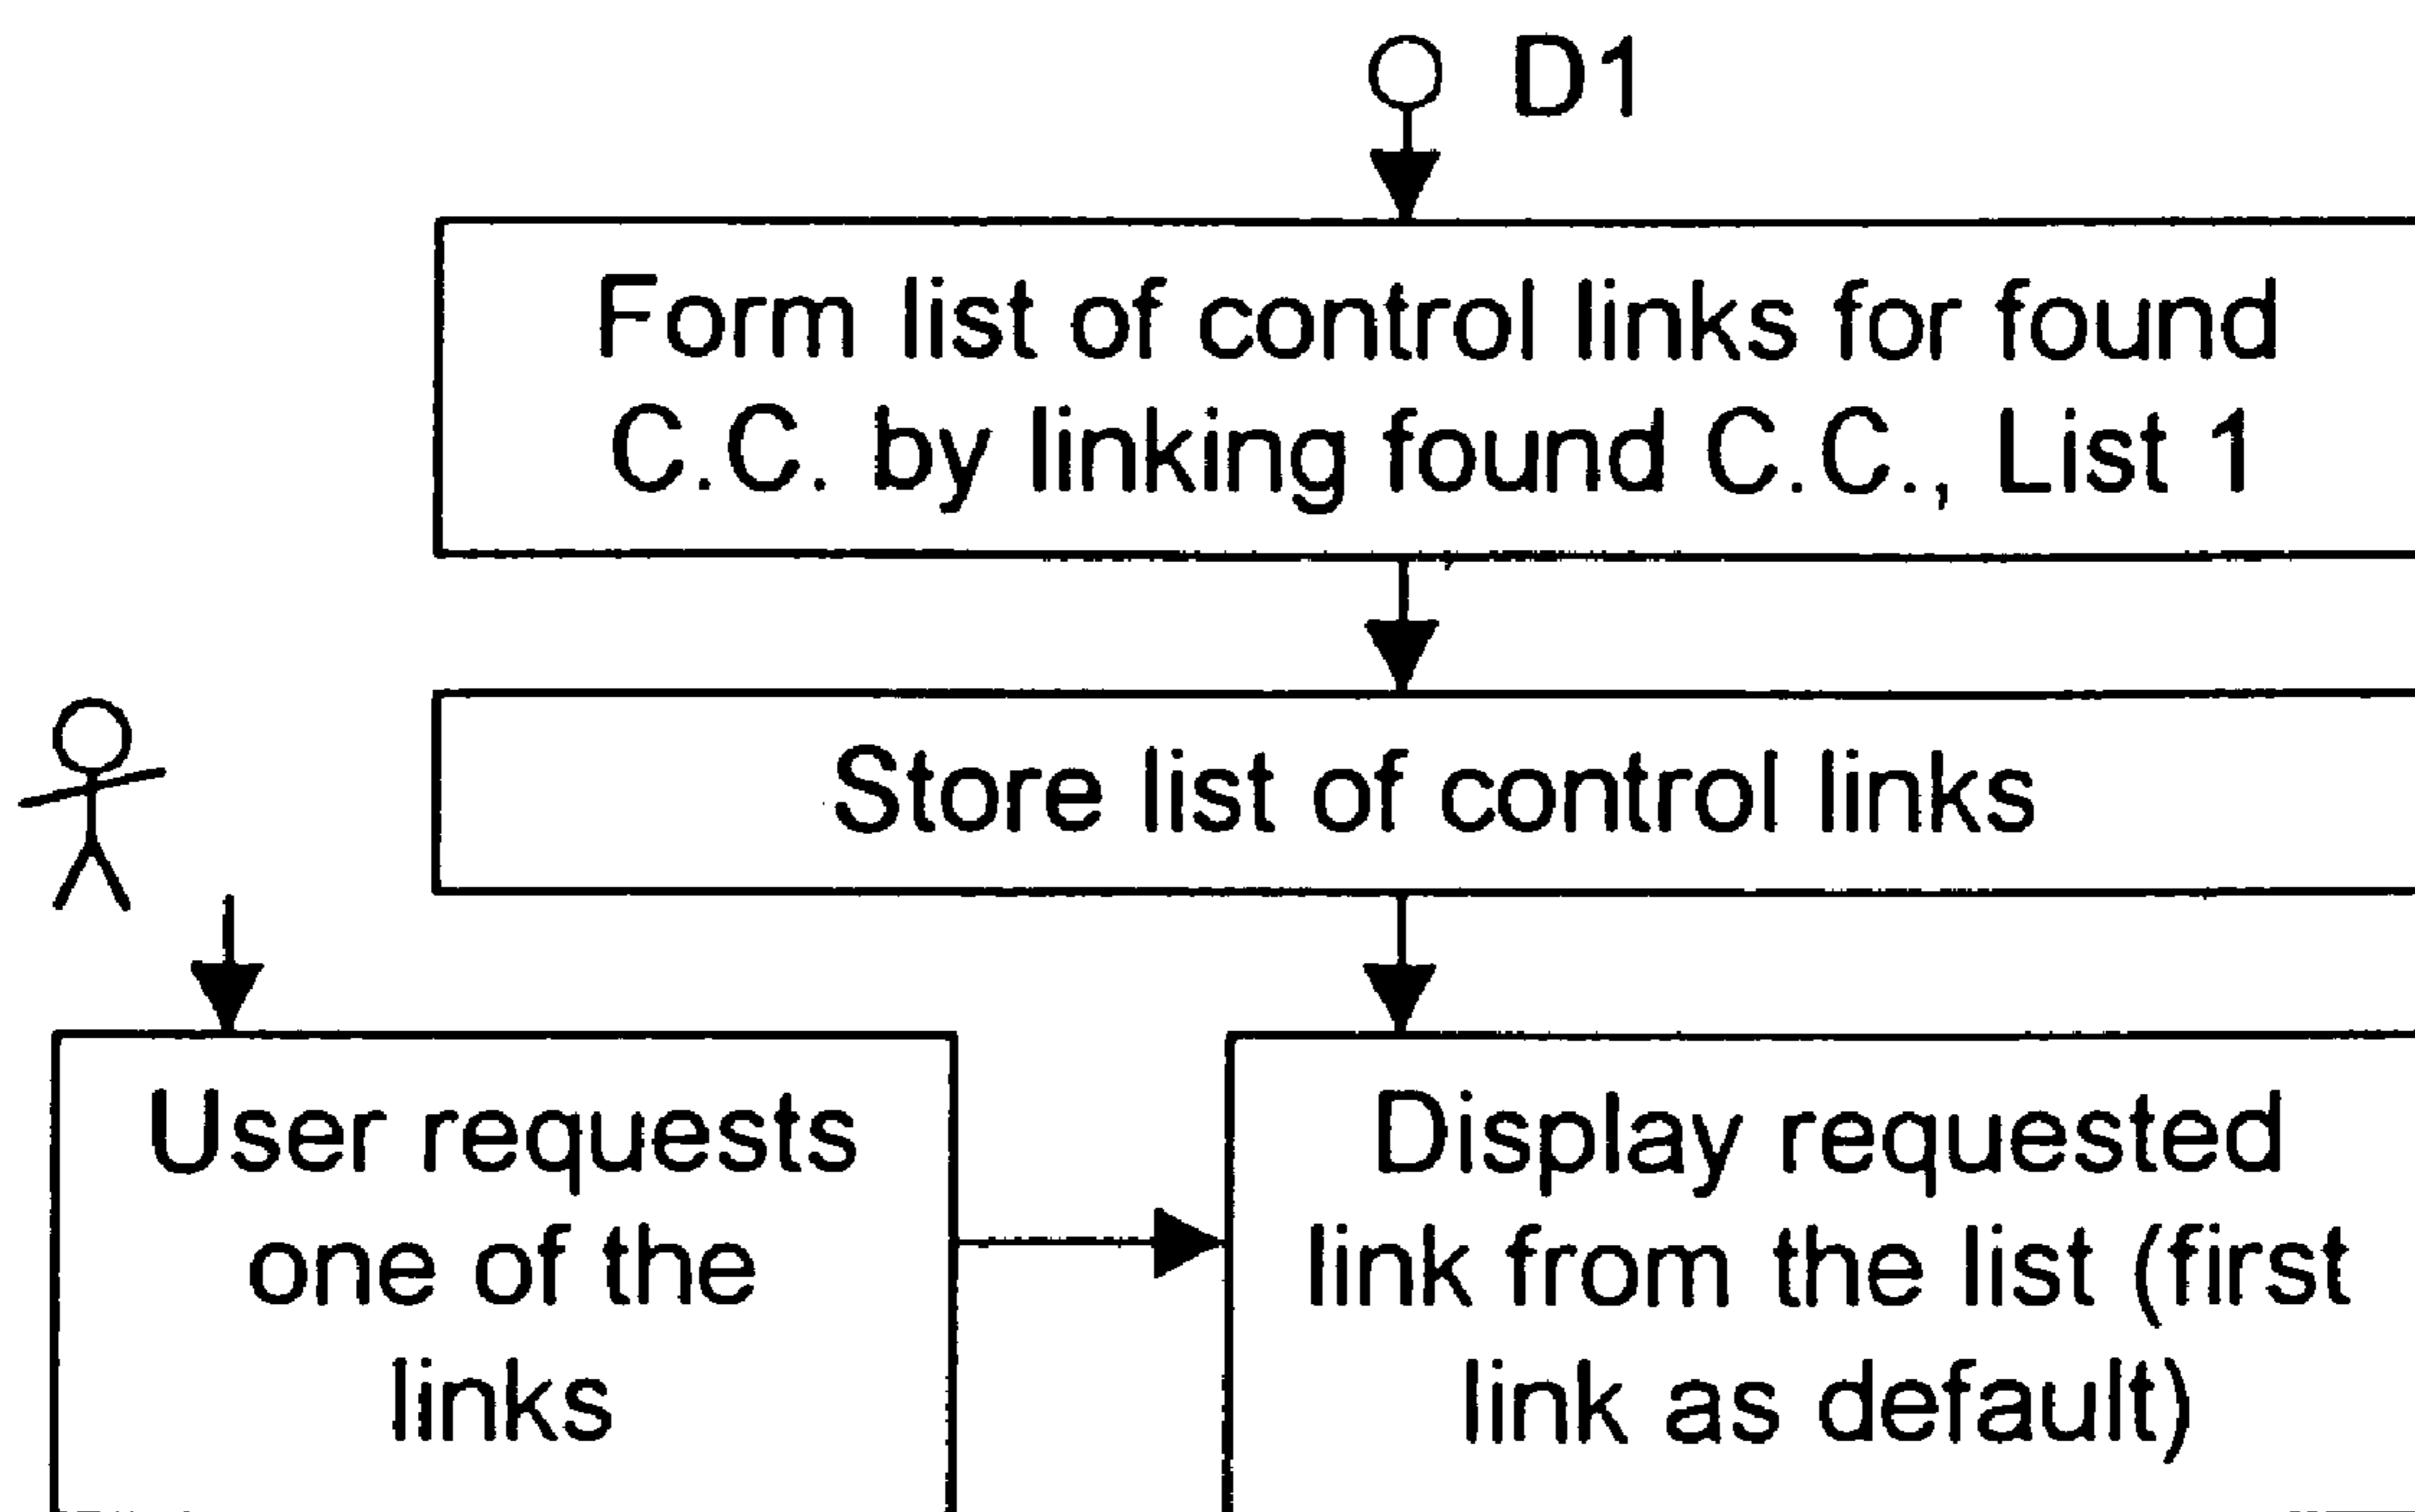 D1
Form list of control links for found
C.C. by linking found C.C., List 1
Store list of control links
User requests
one of the
links
Display requested
link from the list (first
link as default)